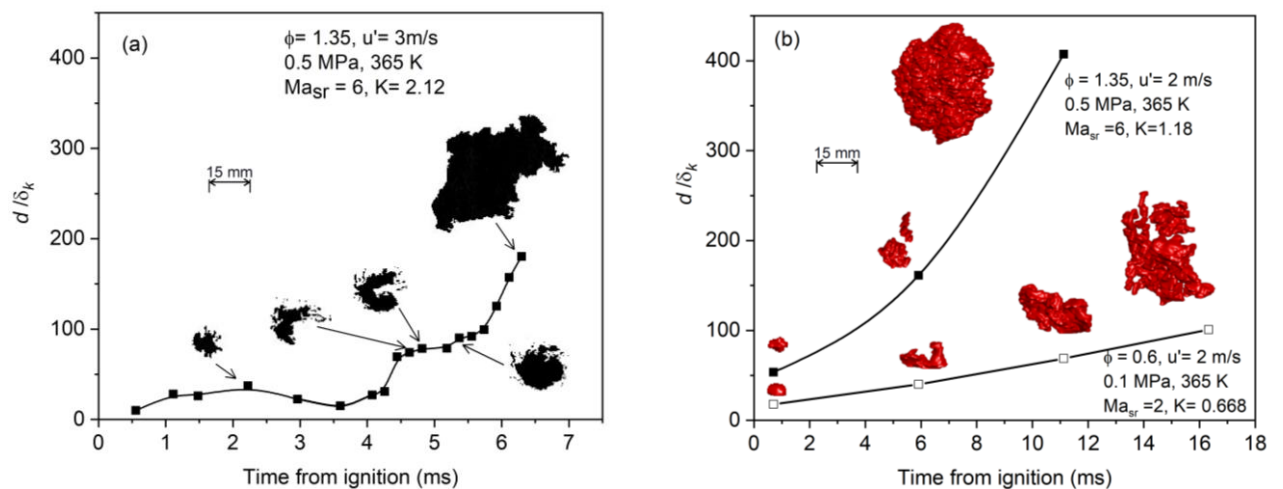 (a)
ϕ= 1.35, u'= 3m/s
0.5 MPa, 365 K
Ma_sr = 6, K= 2.12
15 mm
d /δ_k
400
300
200
100
0
0 1 2 3 4 5 6 7
Time from ignition (ms)
(b)
ϕ = 1.35, u'= 2 m/s
0.5 MPa, 365 K
Ma_sr =6, K=1.18
15 mm
ϕ = 0.6, u'= 2 m/s
0.1 MPa, 365 K
Ma_sr =2, K= 0.668
d /δ_k
400
300
200
100
0
0 2 4 6 8 10 12 14 16 18
Time from ignition (ms)